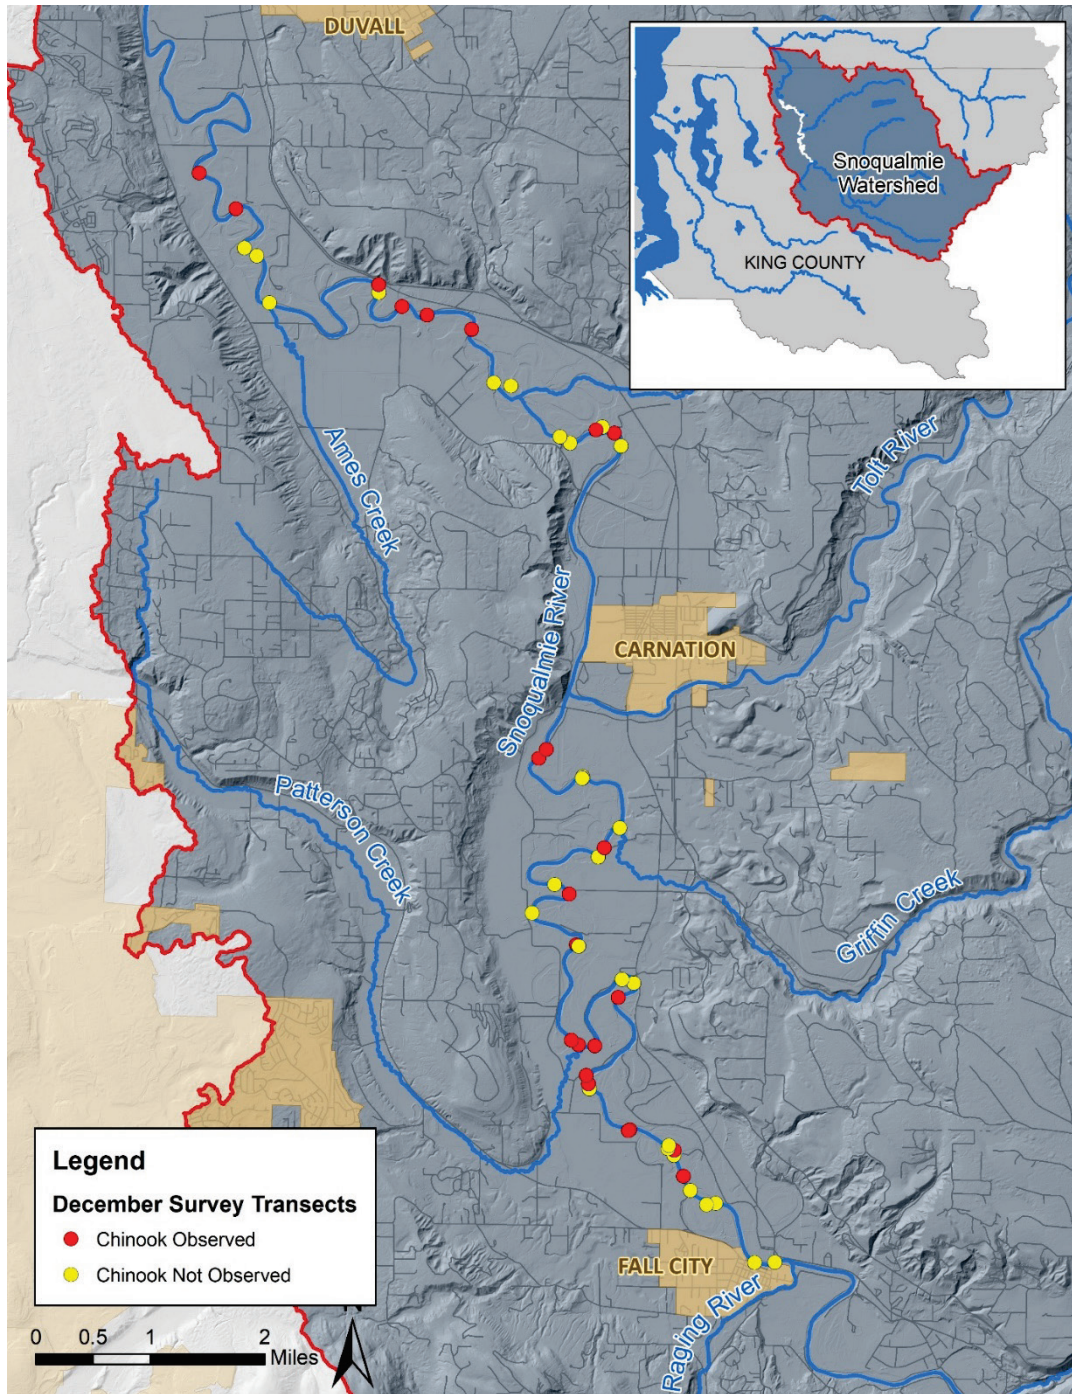 DUVALL
Snoqualmie
Watershed
KING COUNTY
Ames Creek
Tolt River
Snoqualmie River
CARNATION
Patterson Creek
Griffin Creek
FALL CITY
Raging River
Legend
December Survey Transects
Chinook Observed
Chinook Not Observed
0 0.5 1 2
Miles